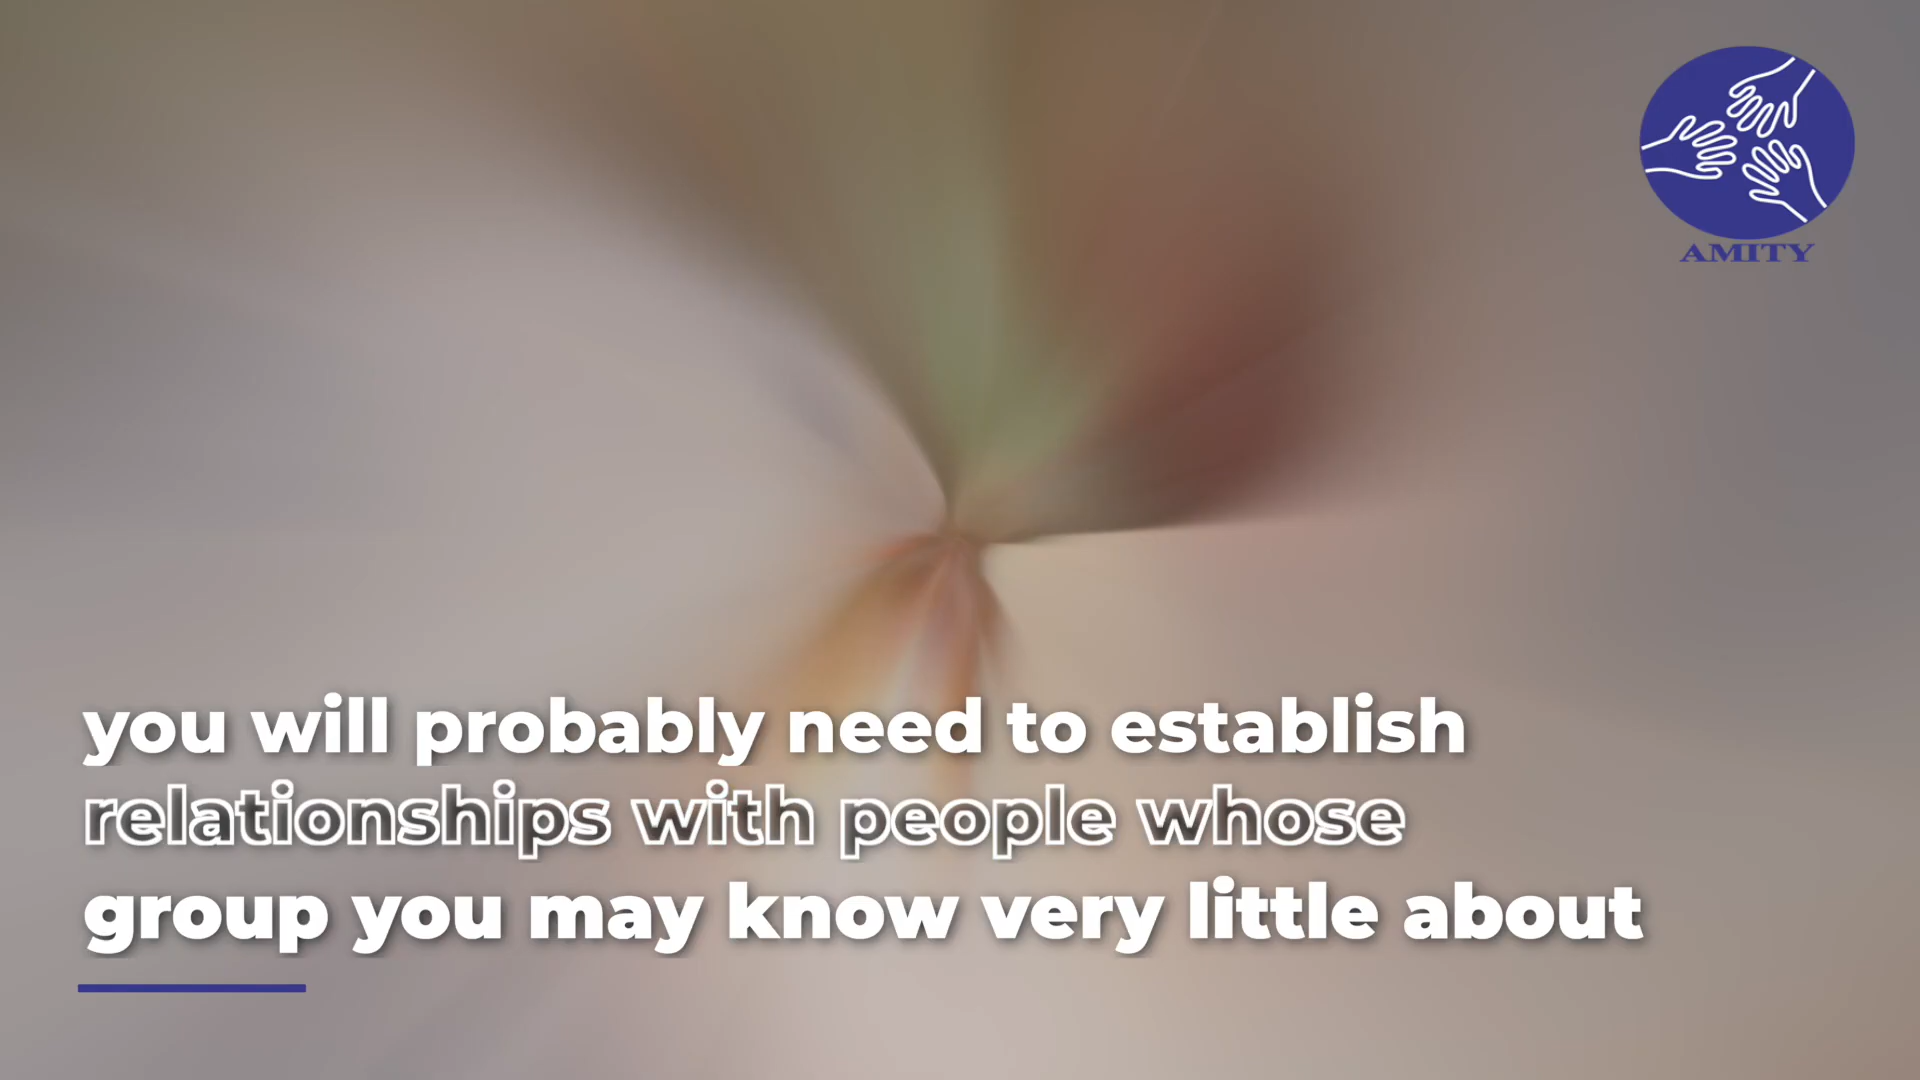 AMITY
you will probably need to establish
relationships with people whose
group you may know very little about